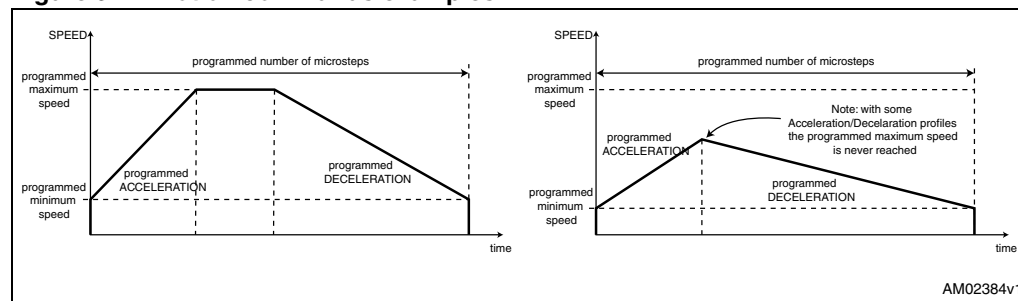 SPEED
programmed number of microsteps
programmed
maximum
speed
programmed
ACCELERATION
programmed
DECELERATION
programmed
minimum
speed
time
SPEED
programmed number of microsteps
programmed
maximum
speed
Note: with some
Acceleration/Decelaration profiles
the programmed maximum speed
is never reached
programmed
ACCELERATION
programmed
DECELERATION
programmed
minimum
speed
time
AM02384v1